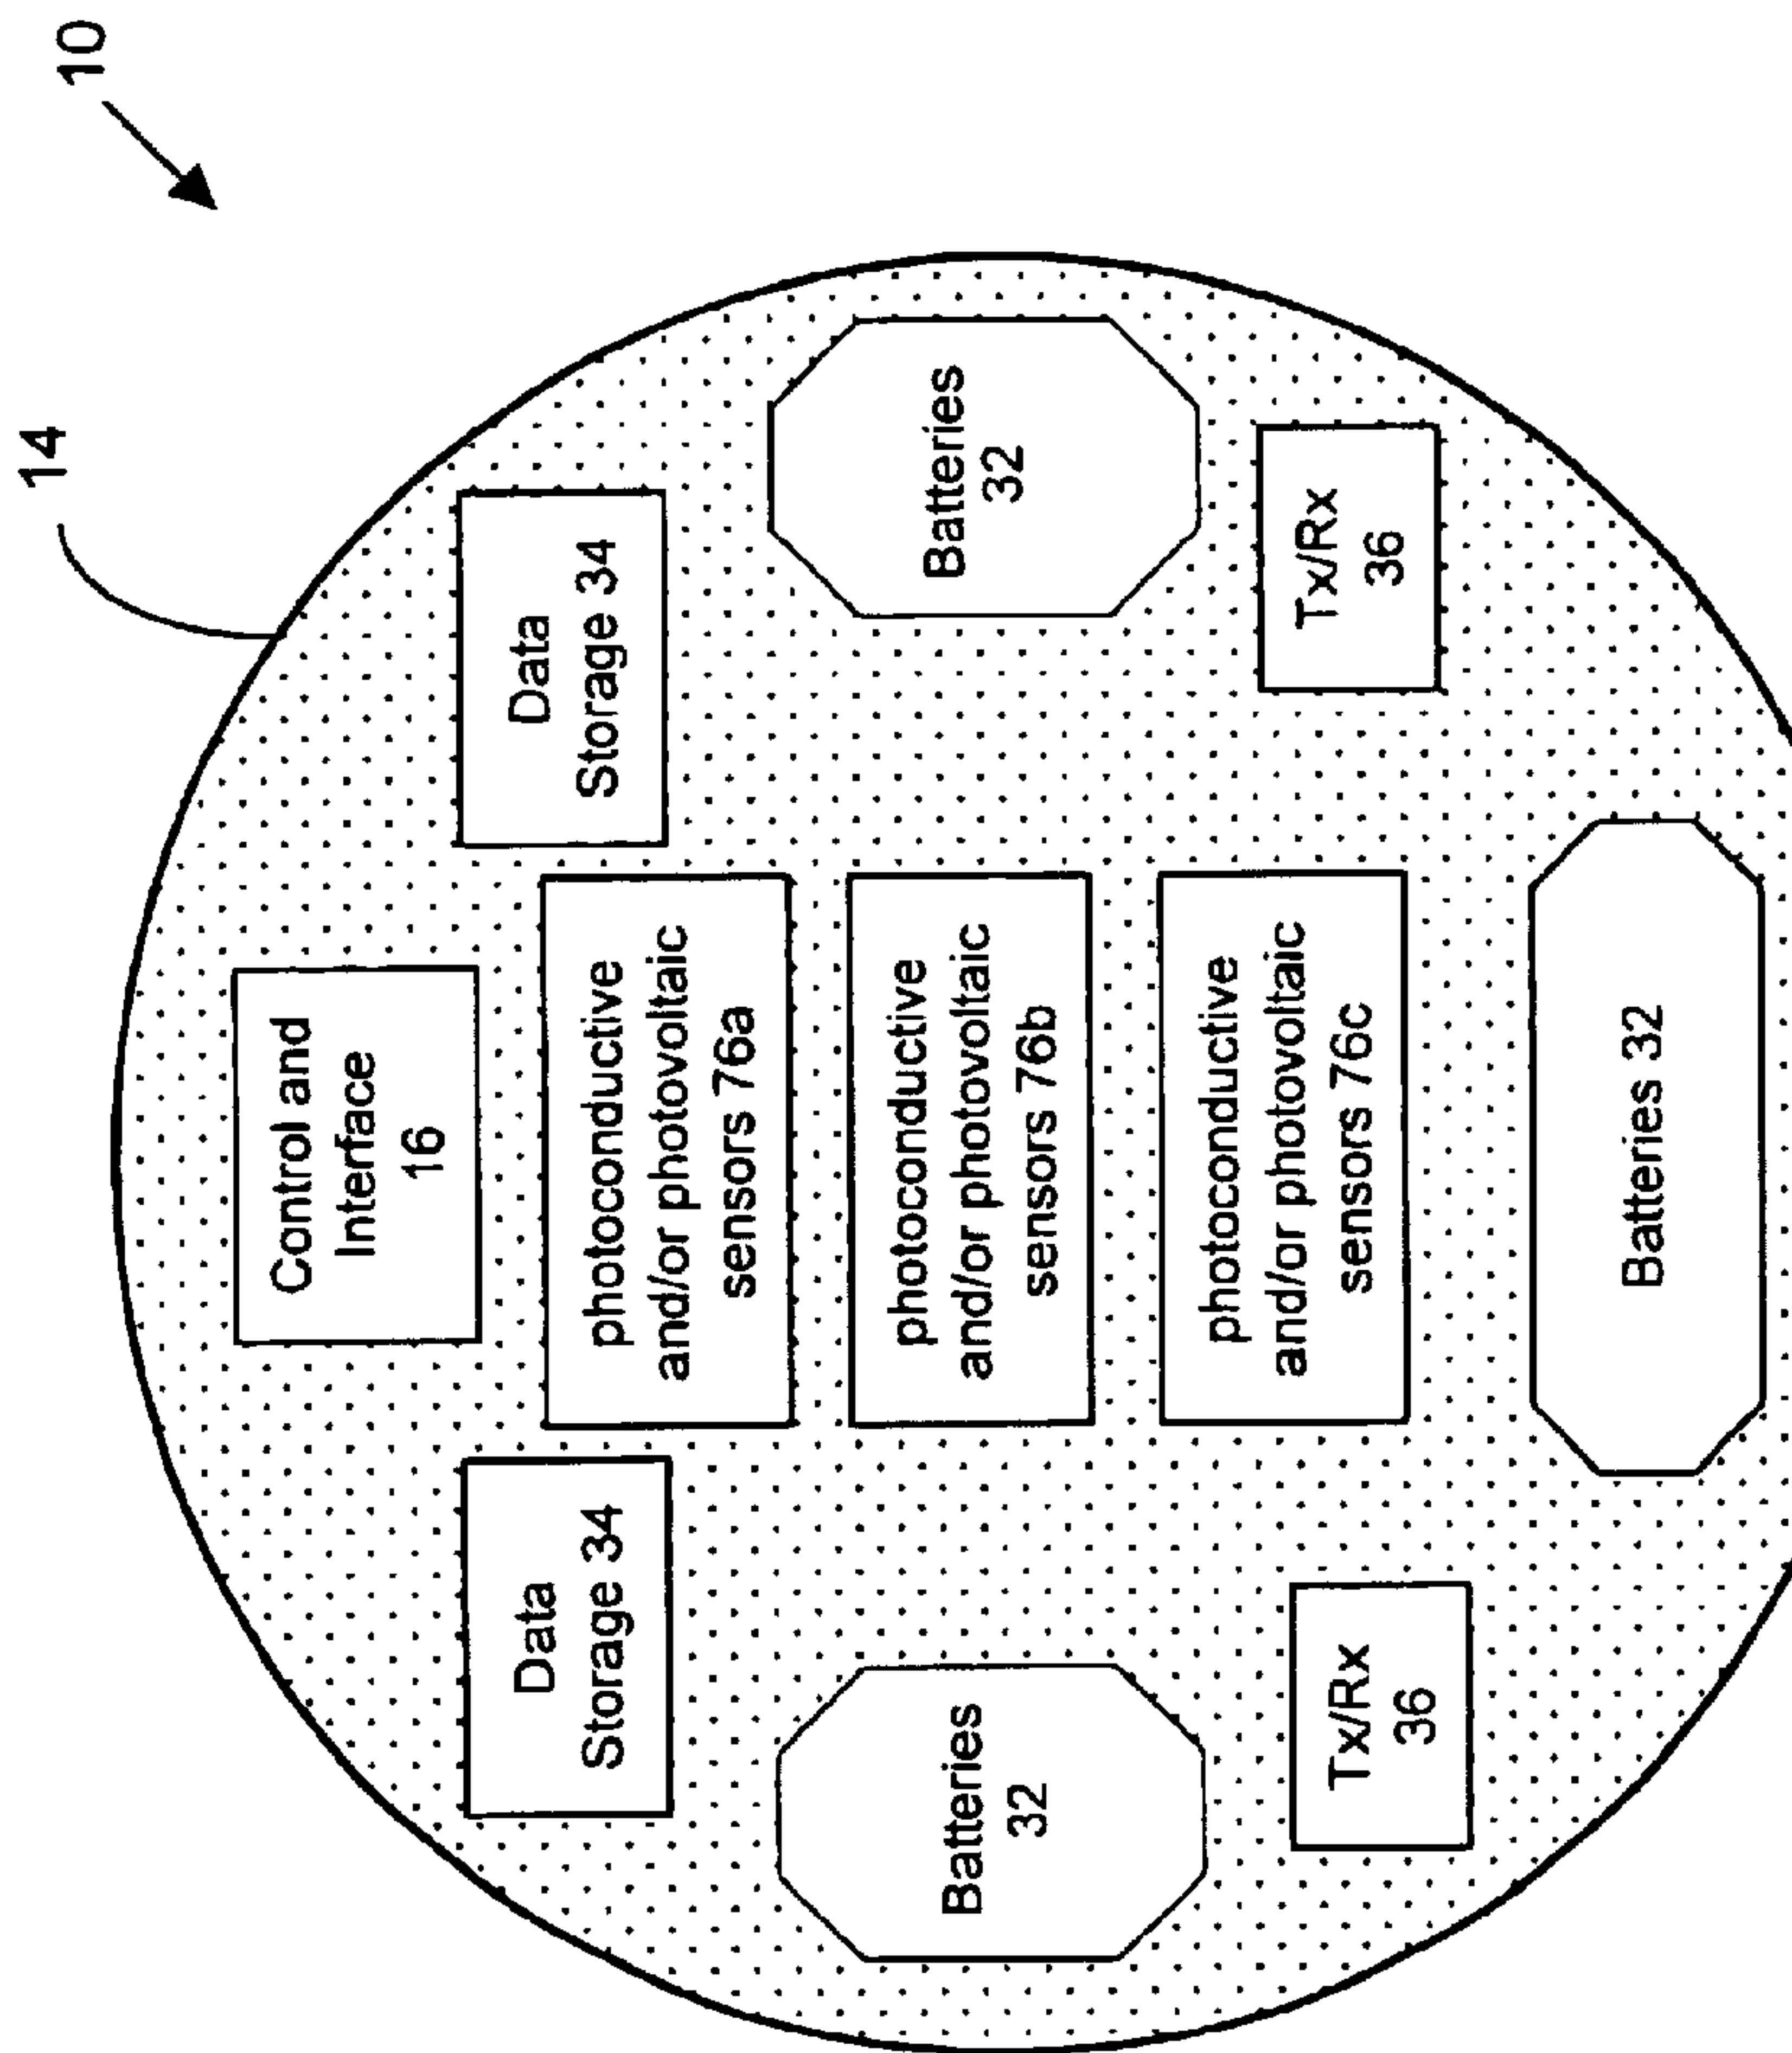 10
14
Control and
Interface
16
Data
Storage 34
Data
Storage 34
photoconductive
and/or photovoltaic
sensors 76a
Batteries
32
photoconductive
and/or photovoltaic
sensors 76b
Batteries
32
Tx/Rx
36
photoconductive
and/or photovoltaic
sensors 76c
Tx/Rx
36
Batteries 32